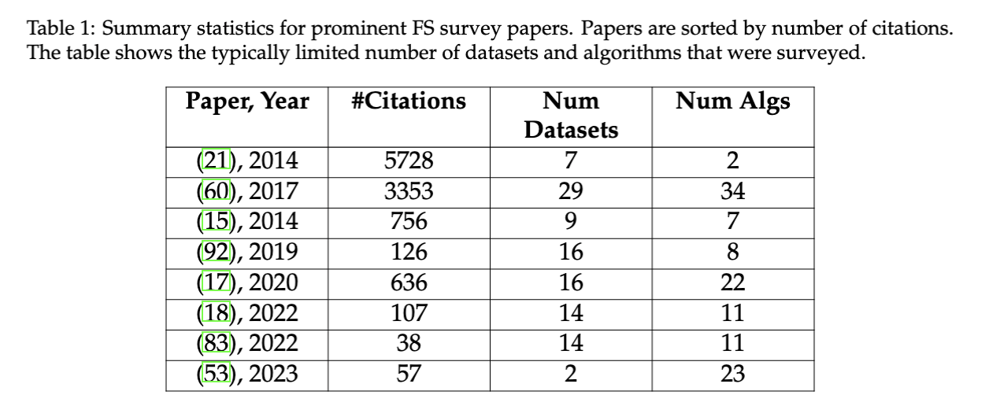 Table 1: Summary statistics for prominent FS survey papers. Papers are sorted by number of citations.
The table shows the typically limited number of datasets and algorithms that were surveyed.
Paper, Year #Citations Num Datasets Num Algs
(21), 2014 5728 7 2
(60), 2017 3353 29 34
(15), 2014 756 9 7
(92), 2019 126 16 8
(17), 2020 636 16 22
(18), 2022 107 14 11
(83), 2022 38 14 11
(53), 2023 57 2 23